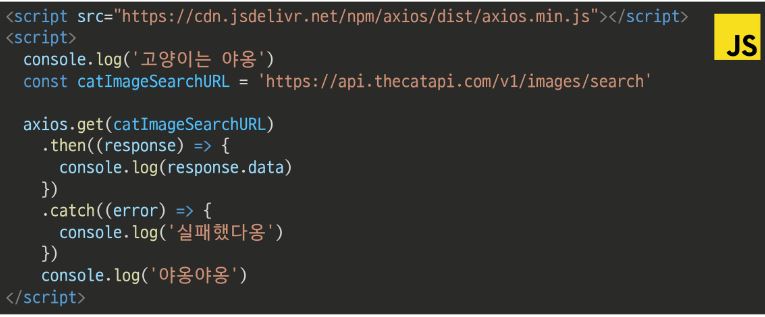 <script src="https://cdn.jsdelivr.net/npm/axios/dist/axios.min.js"></script>
<script>
console.log('고양이는 야옹')
const catImageSearchURL = 'https://api.thecatapi.com/v1/images/search'
axios.get(catImageSearchURL)
.then((response) => {
console.log(response.data)
})
.catch((error) => {
console.log('실패했다옹')
})
console.log('야옹야옹')
</script>
JS